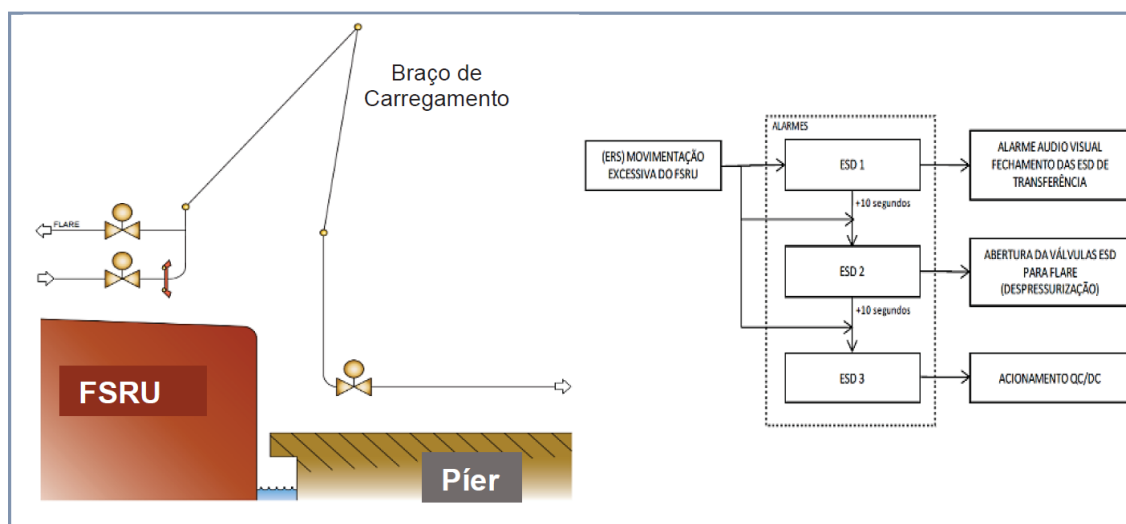 Braço de
Carregamento
FLARE
FSRU
Píer
ALARMES
(ERS) MOVIMENTAÇÃO
EXCESSIVA DO FSRU
ESD 1
ALARME AUDIO VISUAL
FECHAMENTO DAS ESD DE
TRANSFERÊNCIA
+10 segundos
ESD 2
ABERTURA DA VÁLVULAS ESD
PARA FLARE
(DESPRESSURIZAÇÃO)
+10 segundos
ESD 3
ACIONAMENTO QC/DC